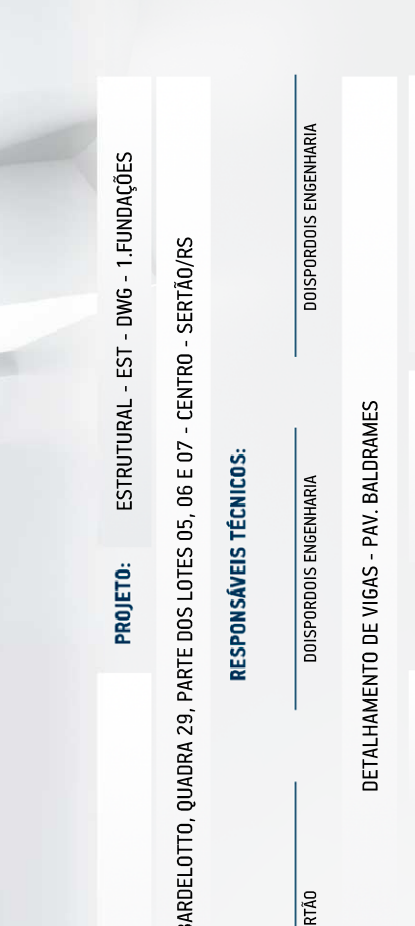 PROJETO: ESTRUTURAL - EST - DWG - 1.FUNDAÇÕES
QUADRA 29, PARTE DOS LOTES 05, 06 E 07 - CENTRO - SERTÃO/RS
RESPONSÁVEIS TÉCNICOS:
DOISPORDOIS ENGENHARIA
DOISPORDOIS ENGENHARIA
DETALHAMENTO DE VIGAS - PAV. BALDRAMES